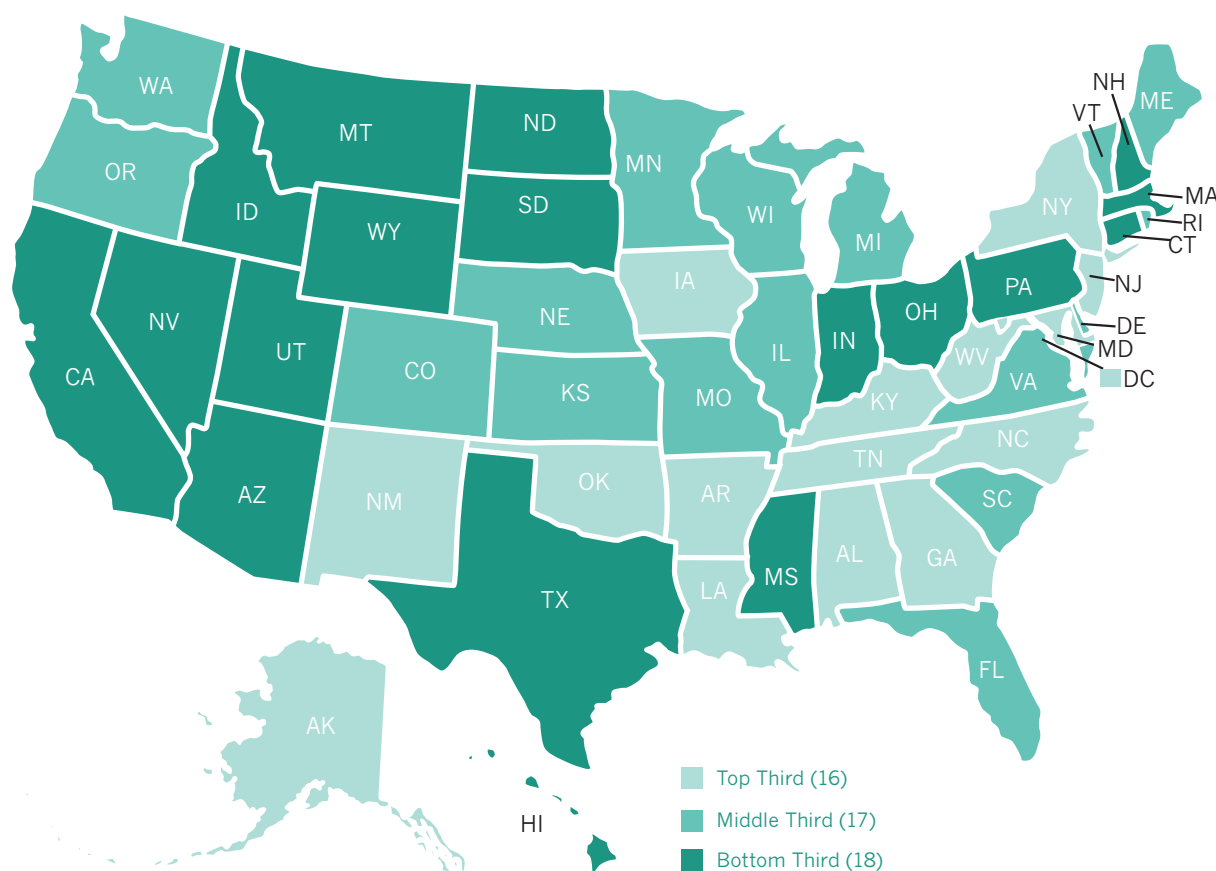 NH
ME
VT
WA
MT
ND
MN
OR
SD
WI
MI
NY
MA
RI
CT
ID
WY
IA
NJ
PA
NV
NE
OH
DE
UT
IL
IN
WV
MD
DC
CA
CO
KS
MO
KY
VA
NC
TN
AZ
NM
OK
AR
SC
MS
AL
GA
TX
LA
FL
AK
HI
Top Third (16)
Middle Third (17)
Bottom Third (18)